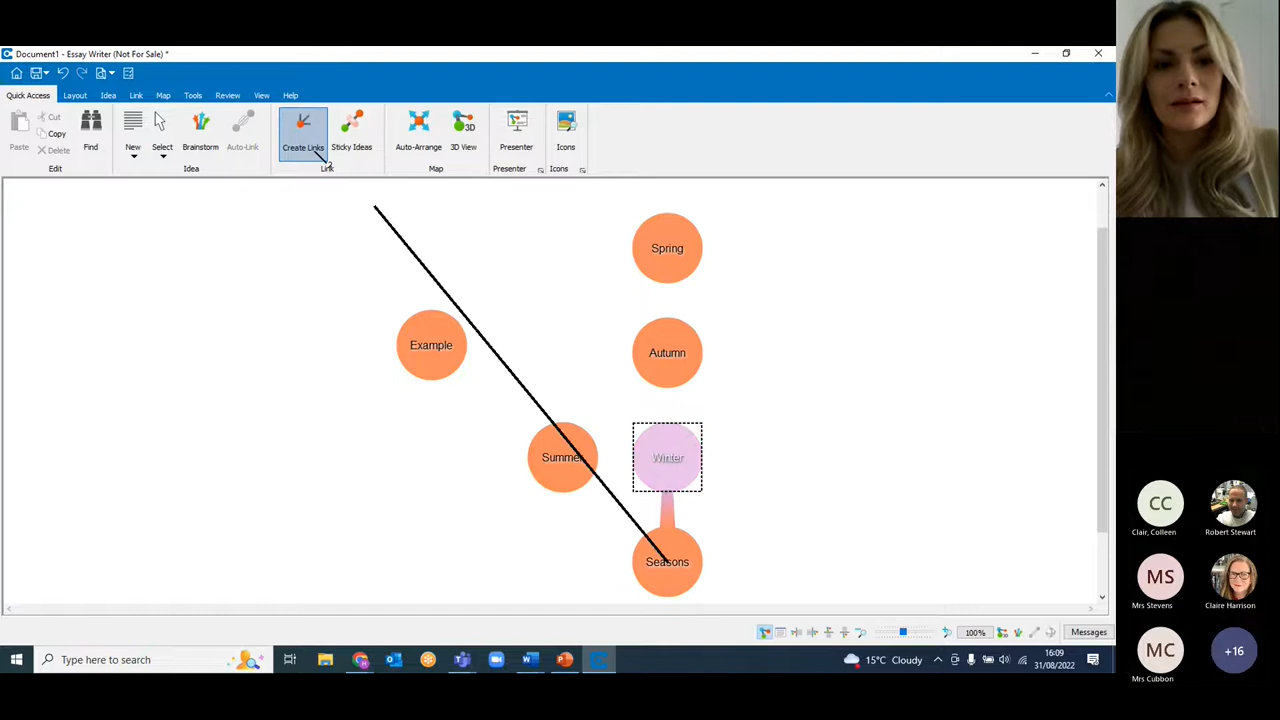 Document1 - Essay Writer (Not For Sale) *
Quick Access Layout Idea Link Map Tools Review View Help
Paste Cut Copy Delete Find New Select Brainstorm Auto-Link Create Links Sticky Ideas Auto-Arrange 3D View Presenter Icons
Edit Idea Link Map Presenter Icons
Spring
Example
Autumn
Summer
Winter
Seasons
100% Messages
Type here to search
15°C Cloudy
16:09
31/08/2022
CC
Clair, Colleen
Robert Stewart
MS
Mrs Stevens
Claire Harrison
MC
Mrs Cubbon
+16